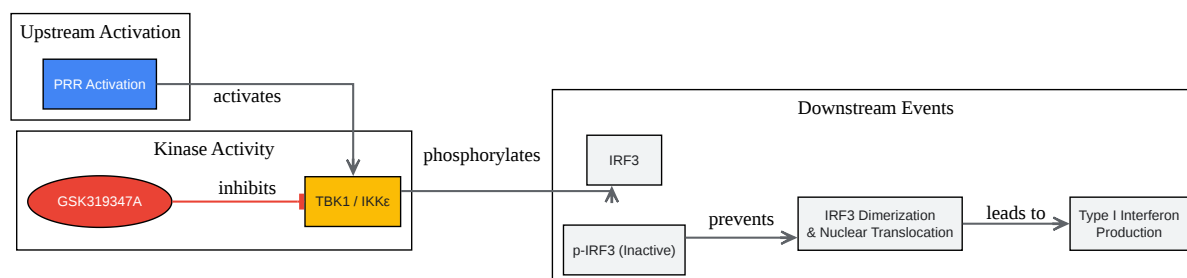 Upstream Activation
PRR Activation
activates
Kinase Activity
GSK319347A
inhibits
TBK1 / IKKε
phosphorylates
Downstream Events
IRF3
p-IRF3 (Inactive)
prevents
IRF3 Dimerization
& Nuclear Translocation
leads to
Type I Interferon
Production